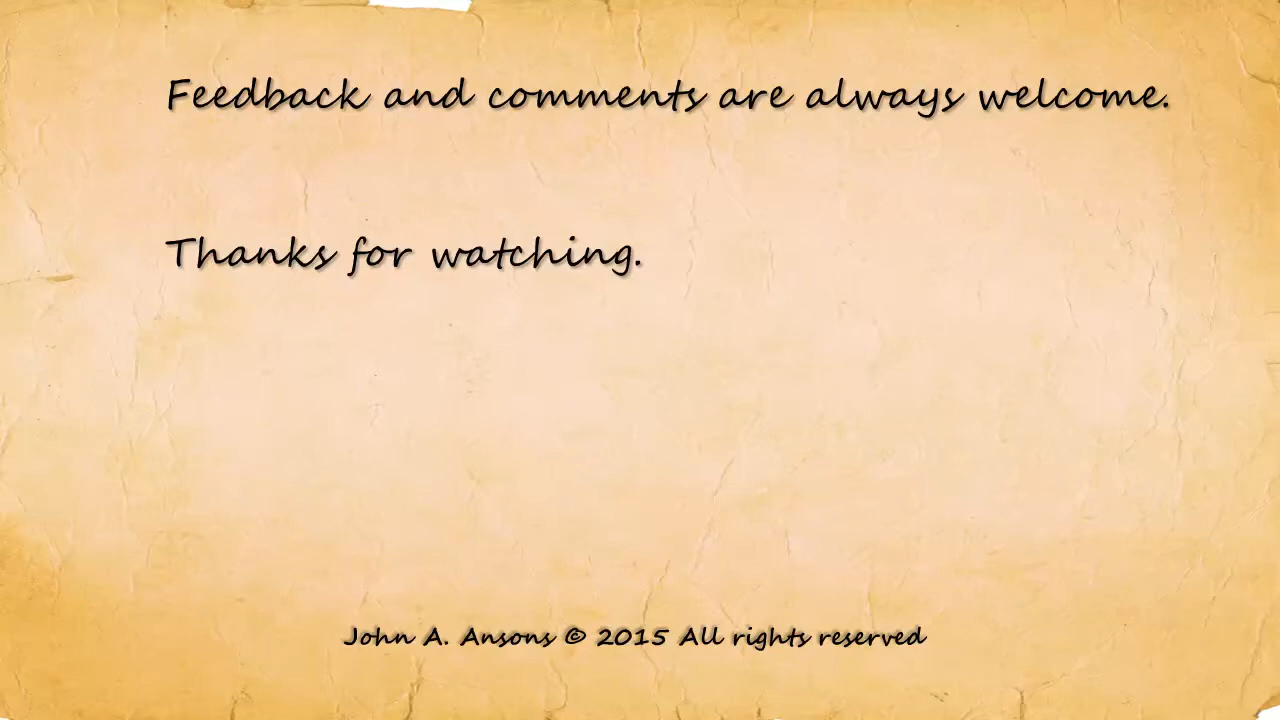 Feedback and comments are always welcome.
Thanks for watching.
John A. Ansons © 2015 All rights reserved